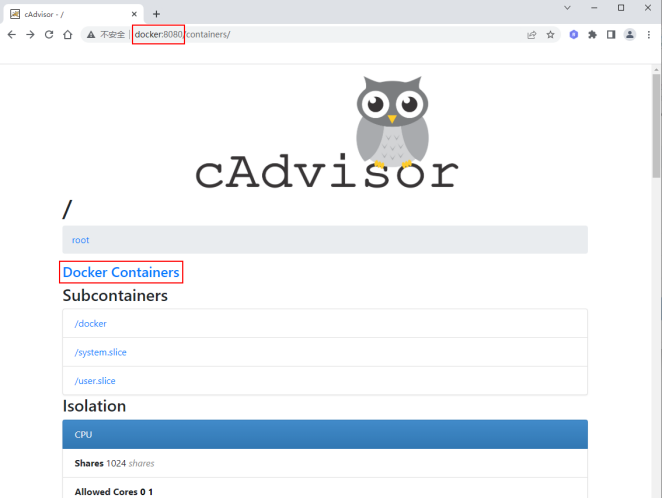 cAdvisor - /
不安全 | docker:8080/containers/
cAdvisor
/
root
Docker Containers
Subcontainers
/docker
/system.slice
/user.slice
Isolation
CPU
Shares 1024 shares
Allowed Cores 0 1